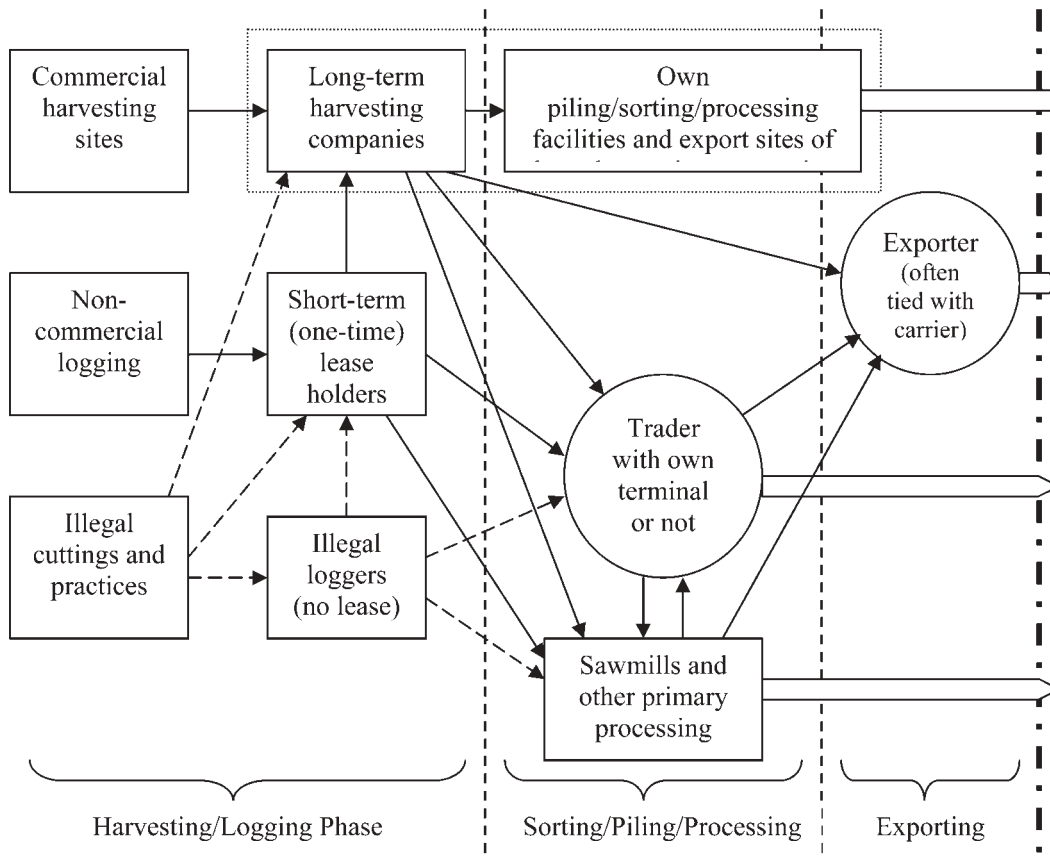 Commercial
harvesting
sites
Long-term
harvesting
companies
Own
piling/sorting/processing
facilities and export sites of
Exporter
(often
tied with
carrier)
Non-
commercial
logging
Short-term
(one-time)
lease
holders
Trader
with own
terminal
or not
Illegal
cuttings and
practices
Illegal
loggers
(no lease)
Sawmills and
other primary
processing
Harvesting/Logging Phase
Sorting/Piling/Processing
Exporting